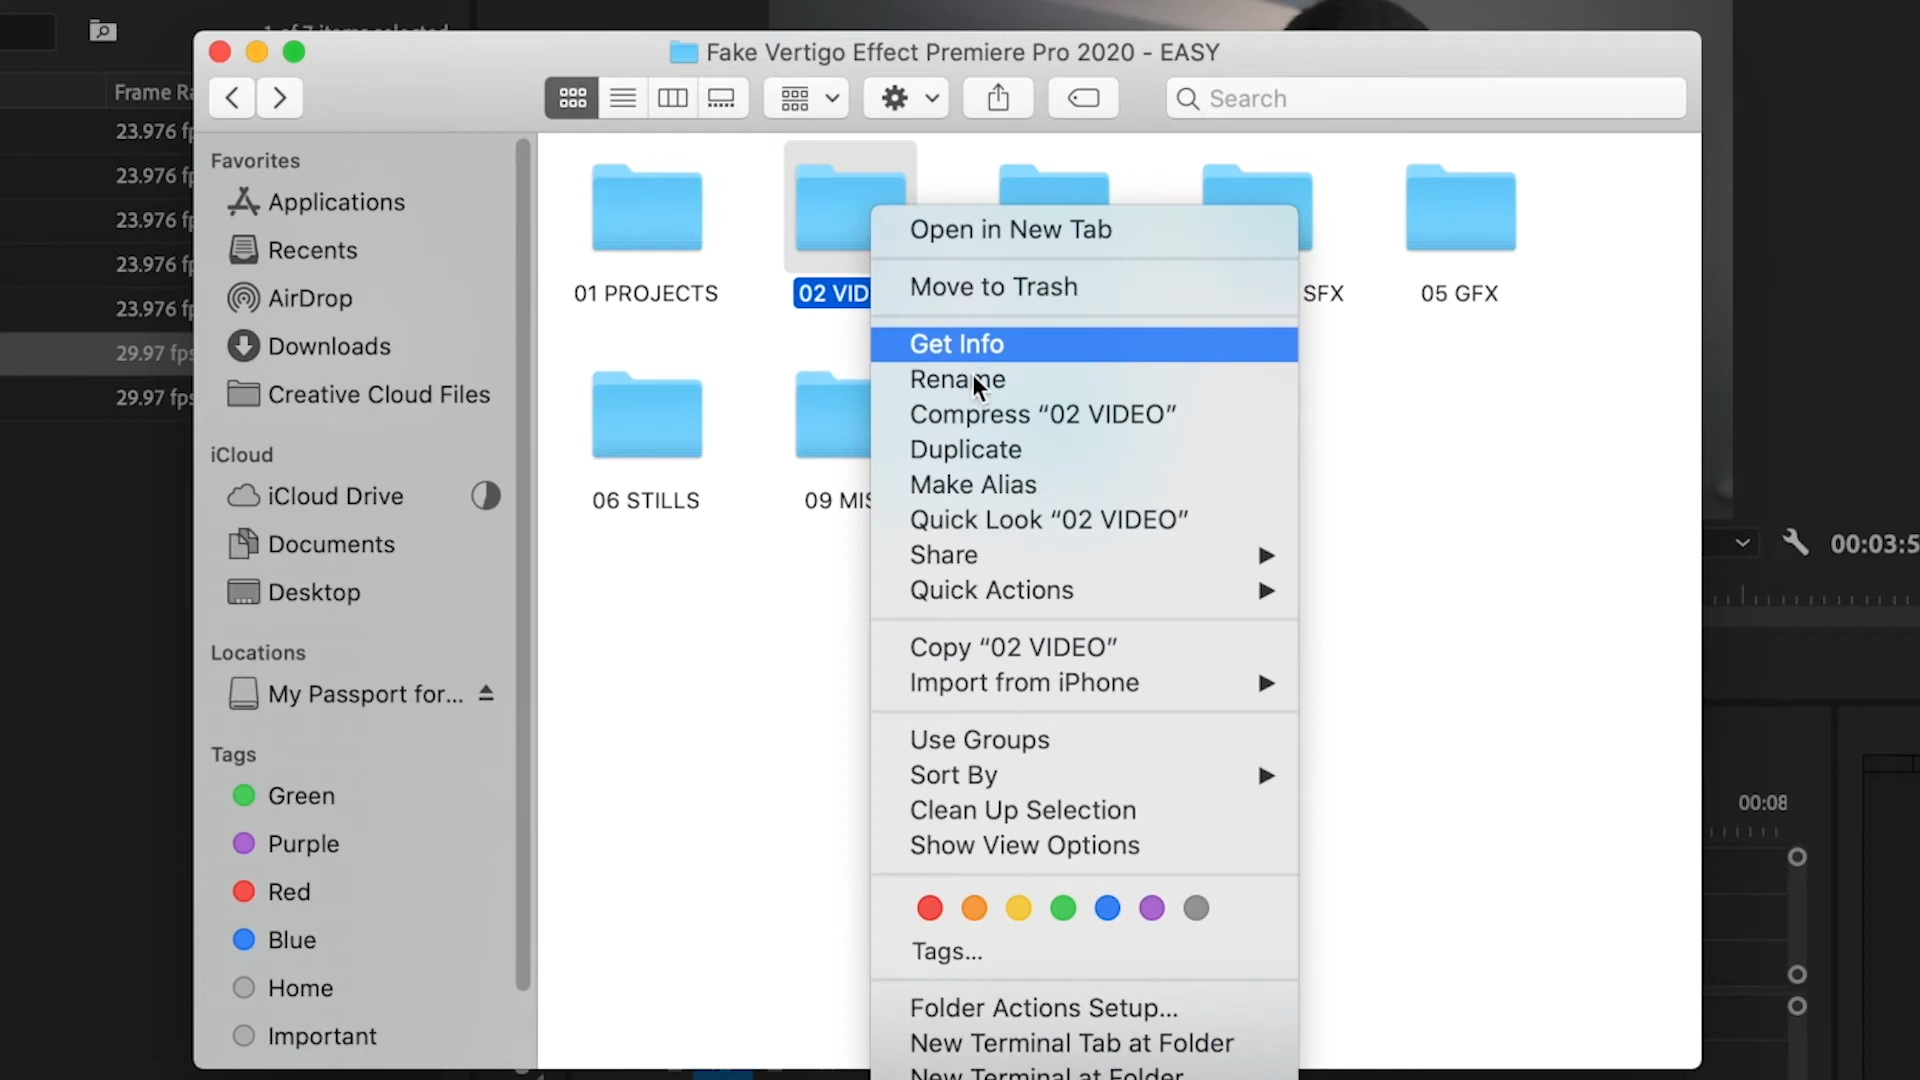 Fake Vertigo Effect Premiere Pro 2020 - EASY
Search
Frame Ra
23.976 fp
23.976 fp
23.976 fp
23.976 fp
23.976 fp
29.97 fps
29.97 fps
Favorites
Applications
Recents
AirDrop
Downloads
Creative Cloud Files
iCloud
iCloud Drive
Documents
Desktop
Locations
My Passport for...
Tags
Green
Purple
Red
Blue
Home
Important
01 PROJECTS
02 VID
SFX
05 GFX
06 STILLS
09 MIS
Open in New Tab
Move to Trash
Get Info
Rename
Compress “02 VIDEO”
Duplicate
Make Alias
Quick Look “02 VIDEO”
Share
Quick Actions
Copy “02 VIDEO”
Import from iPhone
Use Groups
Sort By
Clean Up Selection
Show View Options
Tags...
Folder Actions Setup...
New Terminal Tab at Folder
New Terminal at Folder
00:03:5
00:08